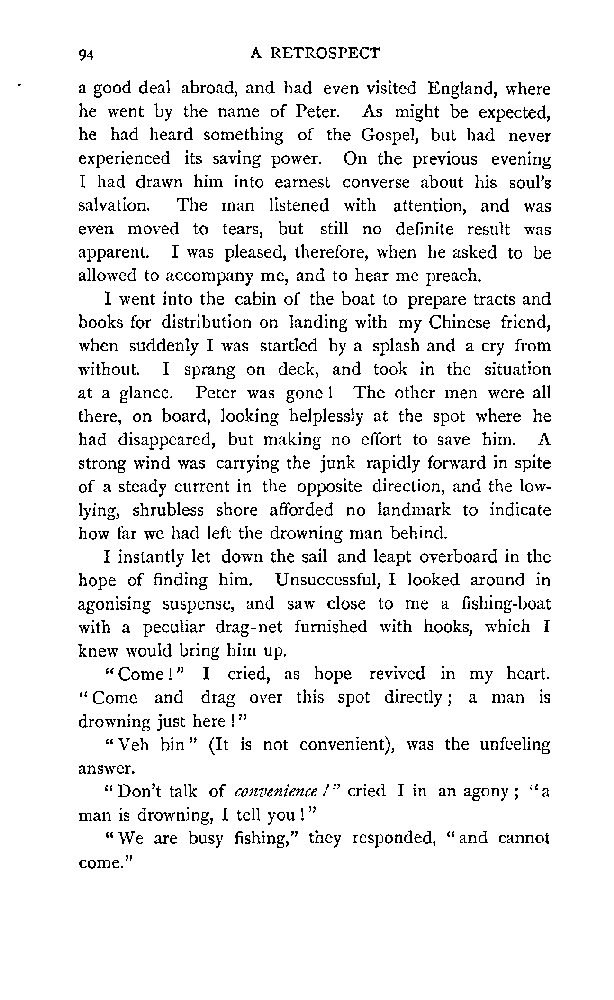 94 A RETROSPECT
a good deal abroad, and had even visited England, where
he went by the name of Peter. As might be expected,
he had heard something of the Gospel, but had never
experienced its saving power. On the previous evening
I had drawn him into earnest converse about his soul's
salvation. The man listened with attention, and was
even moved to tears, but still no definite result was
apparent. I was pleased, therefore, when he asked to be
allowed to accompany me, and to hear me preach.
I went into the cabin of the boat to prepare tracts and
books for distribution on landing with my Chinese friend,
when suddenly I was startled by a splash and a cry from
without. I sprang on deck, and took in the situation
at a glance. Peter was gone! The other men were all
there, on board, looking helplessly at the spot where he
had disappeared, but making no effort to save him. A
strong wind was carrying the junk rapidly forward in spite
of a steady current in the opposite direction, and the low-
lying, shrubless shore afforded no landmark to indicate
how far we had left the drowning man behind.
I instantly let down the sail and leapt overboard in the
hope of finding him. Unsuccessful, I looked around in
agonising suspense, and saw close to me a fishing-boat
with a peculiar drag-net furnished with hooks, which I
knew would bring him up.
"Come!" I cried, as hope revived in my heart.
"Come and drag over this spot directly; a man is
drowning just here!"
"Veh bin" (It is not convenient), was the unfeeling
answer.
"Don't talk of convenience!" cried I in an agony; "a
man is drowning, I tell you!"
"We are busy fishing," they responded, "and cannot
come."